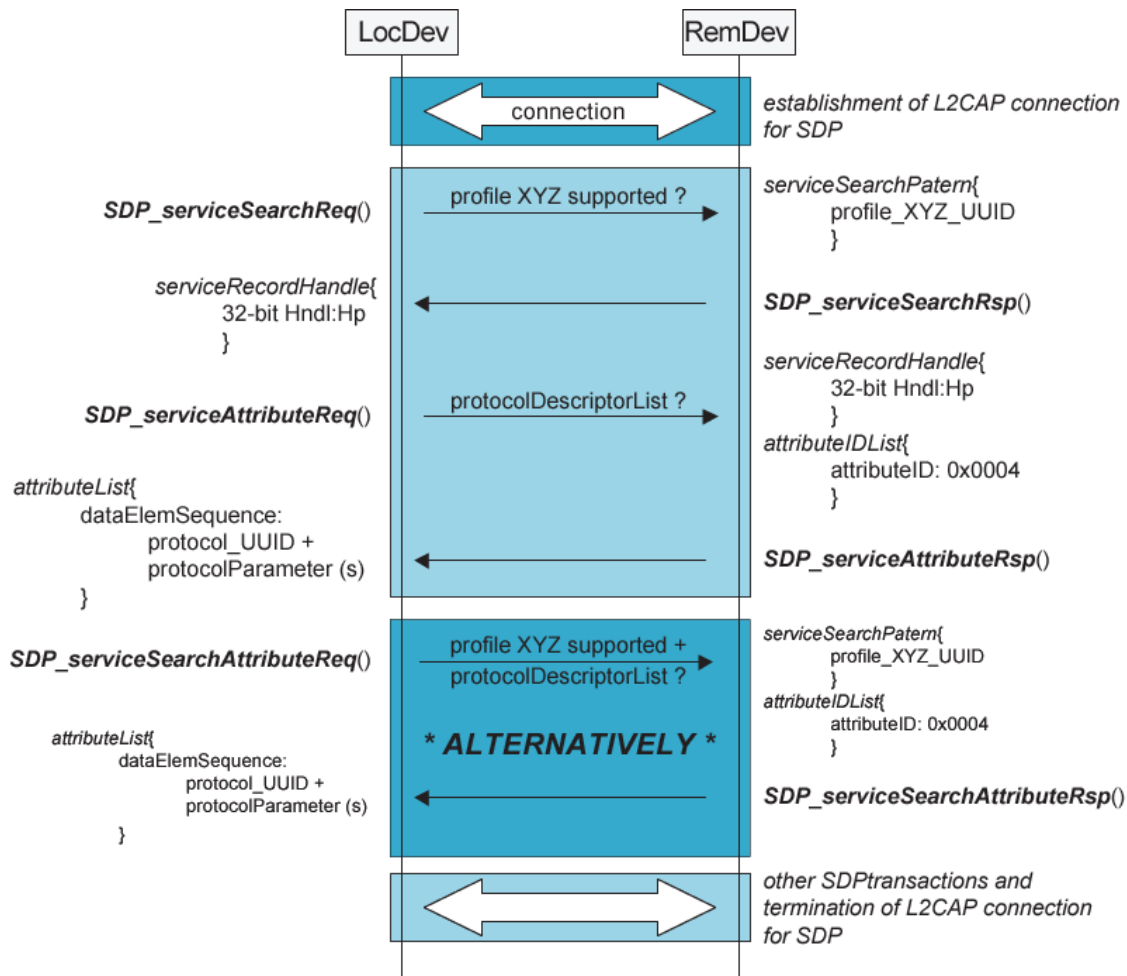 LocDev
RemDev
connection
establishment of L2CAP connection
for SDP
SDP_serviceSearchReq()
profile XYZ supported ?
serviceSearchPatern{
profile_XYZ_UUID
}
serviceRecordHandle{
32-bit Hndl:Hp
}
SDP_serviceSearchRsp()
serviceRecordHandle{
32-bit Hndl:Hp
}
SDP_serviceAttributeReq()
protocolDescriptorList ?
attributeIDList{
attributeID: 0x0004
}
attributeList{
dataElemSequence:
protocol_UUID +
protocolParameter (s)
}
SDP_serviceAttributeRsp()
SDP_serviceSearchAttributeReq()
profile XYZ supported +
protocolDescriptorList ?
serviceSearchPatern{
profile_XYZ_UUID
}
attributeIDList{
attributeID: 0x0004
}
* ALTERNATIVELY *
attributeList{
dataElemSequence:
protocol_UUID +
protocolParameter (s)
}
SDP_serviceSearchAttributeRsp()
other SDPtransactions and
termination of L2CAP connection
for SDP